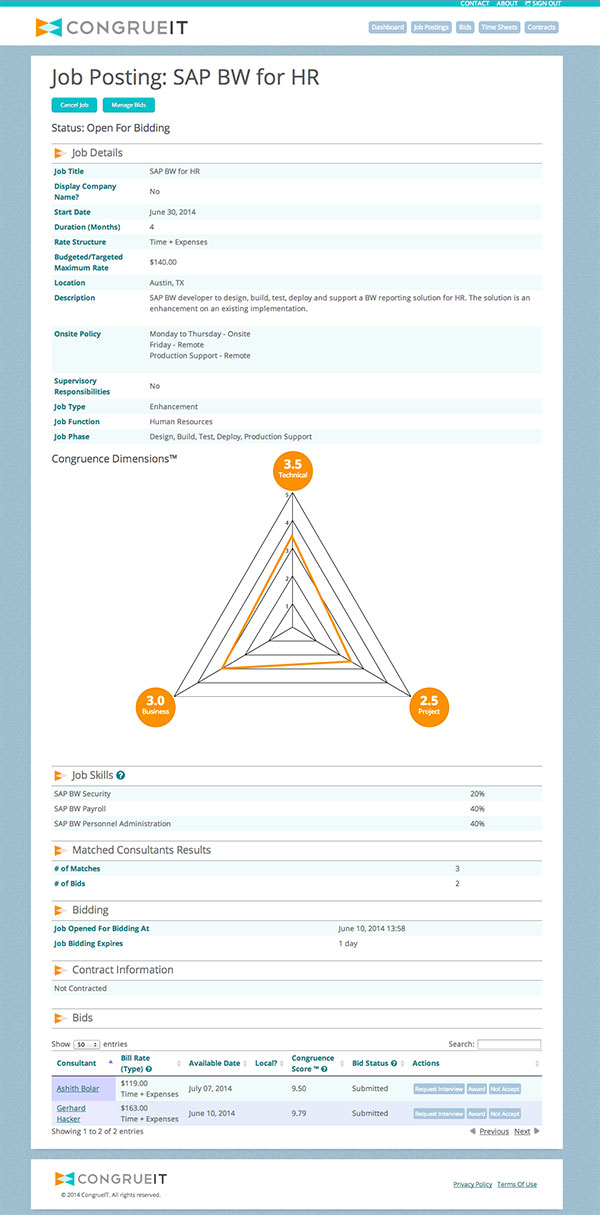 CONTACT ABOUT SIGN OUT
CONGRUEIT
Dashboard Job Postings Bids Time Sheets Contracts
Job Posting: SAP BW for HR
Cancel Job Manage Bids
Status: Open For Bidding
Job Details
Job Title SAP BW for HR
Display Company
Name? No
Start Date June 30, 2014
Duration (Months) 4
Rate Structure Time + Expenses
Budgeted/Targeted
Maximum Rate $140.00
Location Austin, TX
Description SAP BW developer to design, build, test, deploy and support a BW reporting solution for HR. The solution is an
enhancement on an existing implementation.
Onsite Policy Monday to Thursday - Onsite
Friday - Remote
Production Support - Remote
Supervisory
Responsibilities No
Job Type Enhancement
Job Function Human Resources
Job Phase Design, Build, Test, Deploy, Production Support
Congruence Dimensions™
3.5
Technical
5
4
3
2
1
3.0
Business
2.5
Project
Job Skills ?
SAP BW Security 20%
SAP BW Payroll 40%
SAP BW Personnel Administration 40%
Matched Consultants Results
# of Matches 3
# of Bids 2
Bidding
Job Opened For Bidding At June 10, 2014 13:58
Job Bidding Expires 1 day
Contract Information
Not Contracted
Bids
Show 50 entries Search:
Consultant Bill Rate (Type) ? Available Date Local? Congruence Score ™ ? Bid Status ? Actions
Ashith Bolar $119.00 Time + Expenses July 07, 2014 9.50 Submitted Request Interview Award Not Accept
Gerhard Hacker $163.00 Time + Expenses June 10, 2014 9.79 Submitted Request Interview Award Not Accept
Showing 1 to 2 of 2 entries Previous Next
CONGRUEIT
© 2014 CongrueIT. All rights reserved. Privacy Policy Terms Of Use